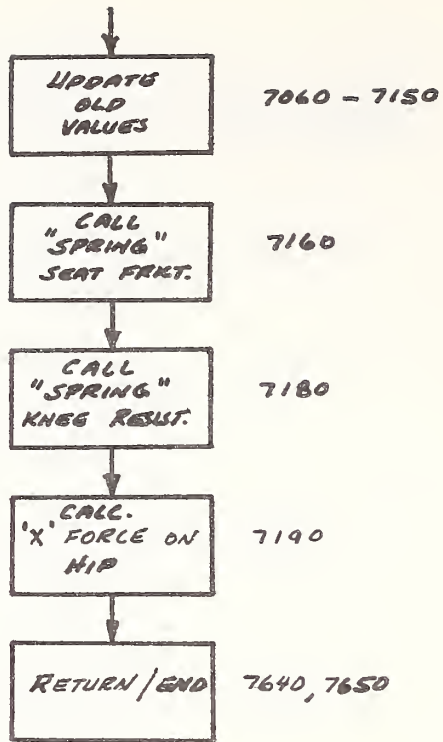 UPDATE
OLD
VALUES
7060 - 7150
CALL
"SPRING"
SEAT FRKT.
7160
CALL
"SPRING"
KNEE RESIST.
7180
CALC.
'X' FORCE ON
HIP
7190
RETURN/END
7640, 7650